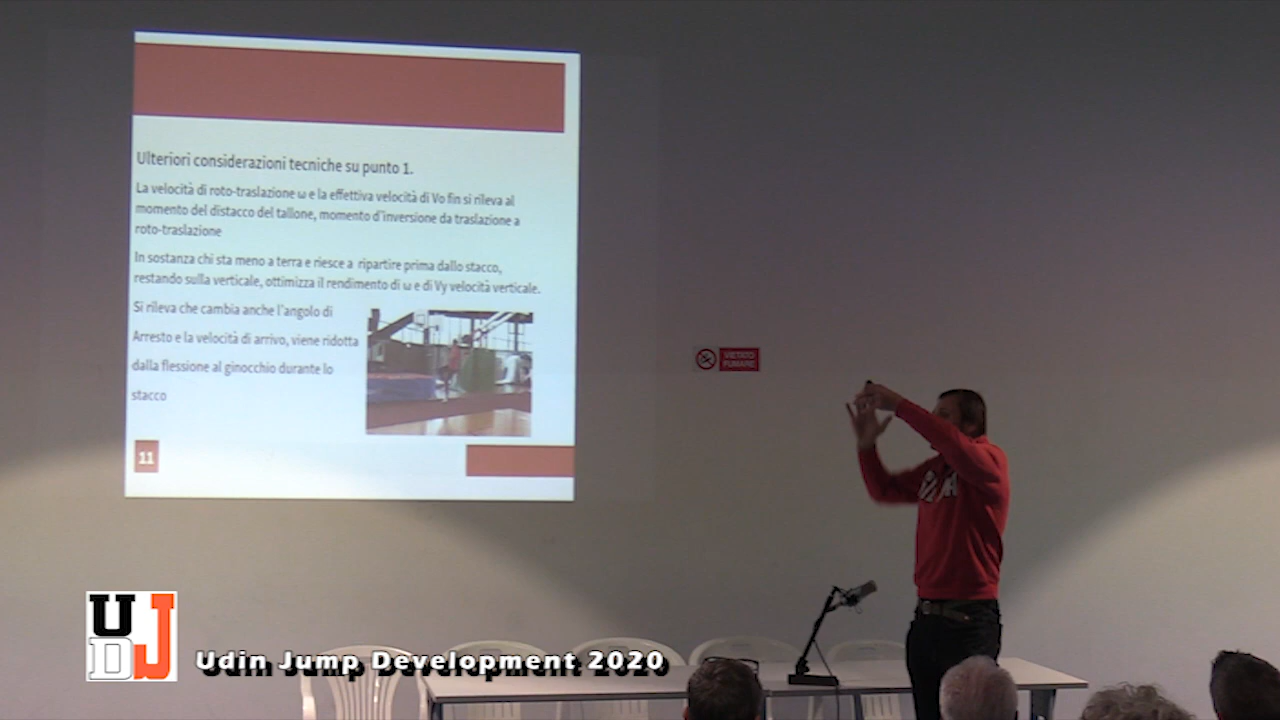 Ulteriori considerazioni tecniche su punto 1.
La velocità di roto-traslazione ω e la effettiva velocità di Vo fin si rileva al
momento del distacco del tallone, momento d'inversione da traslazione a
roto-traslazione
In sostanza chi sta meno a terra e riesce a ripartire prima dallo stacco,
restando sulla verticale, ottimizza il rendimento di ω e di Vy velocità verticale.
Si rileva che cambia anche l'angolo di
Arresto e la velocità di arrivo, viene ridotta
dalla flessione al ginocchio durante lo
stacco
11
VIETATO
FUMARE
UDJ
Udin Jump Development 2020